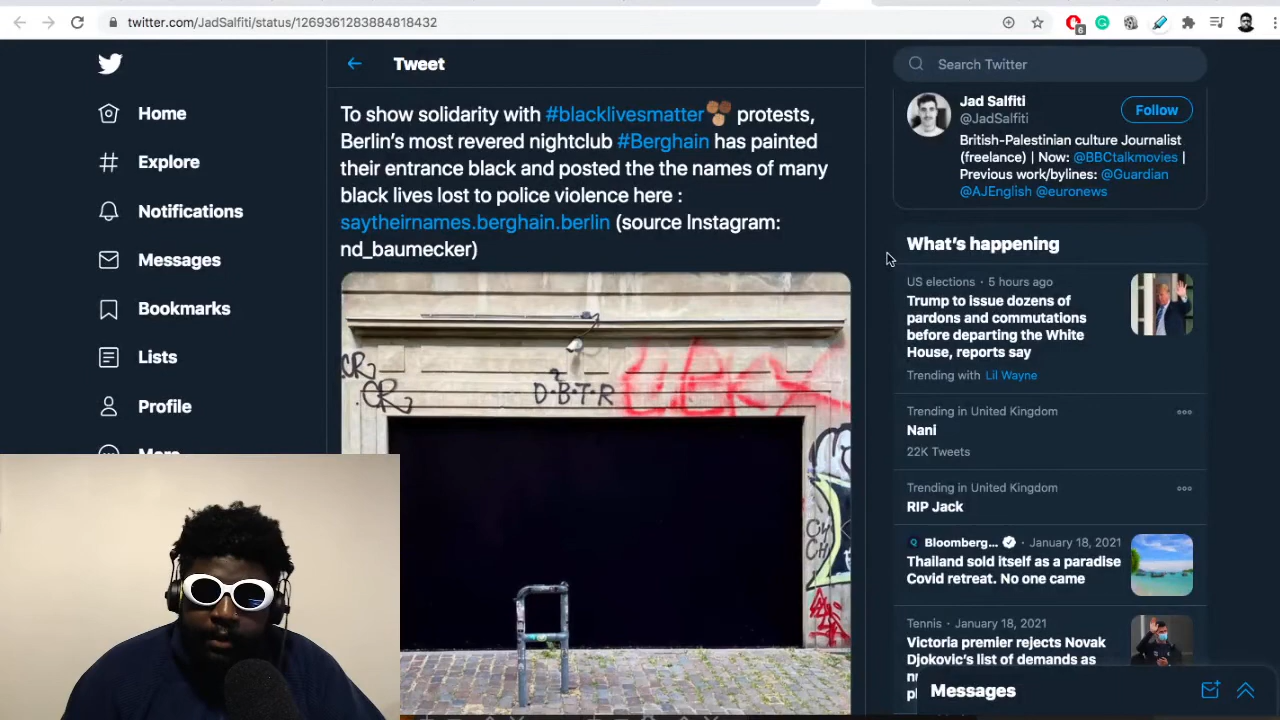 twitter.com/JadSalfiti/status/1269361283884818432
6
Home
Explore
Notifications
Messages
Bookmarks
Lists
Profile
More
Tweet
To show solidarity with #blacklivesmatter protests,
Berlin's most revered nightclub #Berghain has painted
their entrance black and posted the the names of many
black lives lost to police violence here :
saytheirnames.berghain.berlin (source Instagram:
nd_baumecker)
CR
CR
D·B·T·R
Search Twitter
Jad Salfiti
@JadSalfiti
Follow
British-Palestinian culture Journalist
(freelance) | Now: @BBCtalkmovies |
Previous work/bylines: @Guardian
@AJEnglish @euronews
What's happening
US elections · 5 hours ago
Trump to issue dozens of
pardons and commutations
before departing the White
House, reports say
Trending with Lil Wayne
Trending in United Kingdom
Nani
22K Tweets
Trending in United Kingdom
RIP Jack
Bloomberg... · January 18, 2021
Thailand sold itself as a paradise
Covid retreat. No one came
Tennis · January 18, 2021
Victoria premier rejects Novak
Djokovic's list of demands as
Messages